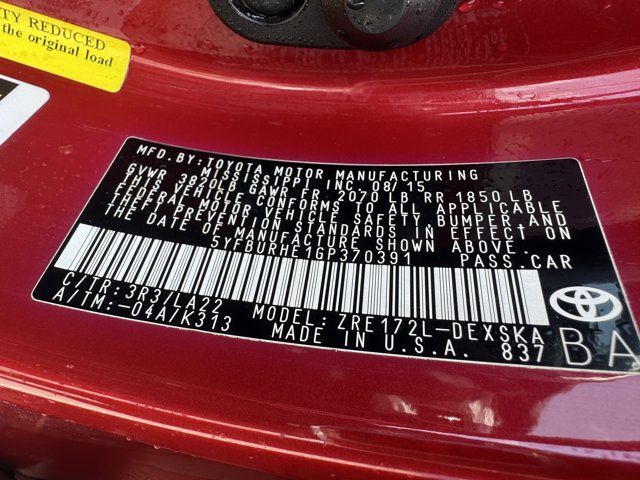 TY REDUCED
the original load
MFD.BY:TOYOTA MOTOR MANUFACTURING
MISSISSIPPI INC. 08/15
GVWR 3820LB GAWR FR 2070 LB RR 1850 LB
THIS VEHICLE CONFORMS TO ALL APPLICABLE
FEDERAL MOTOR VEHICLE SAFETY, BUMPER, AND
THEFT PREVENTION STANDARDS IN EFFECT ON
THE DATE OF MANUFACTURE SHOWN ABOVE.
5YFBURHE1GP370391 PASS.CAR
C/TR:3R3/LA22
A/TM:-04A/K313 MODEL: ZRE172L-DEXSKA
MADE IN U.S.A. 837
BA